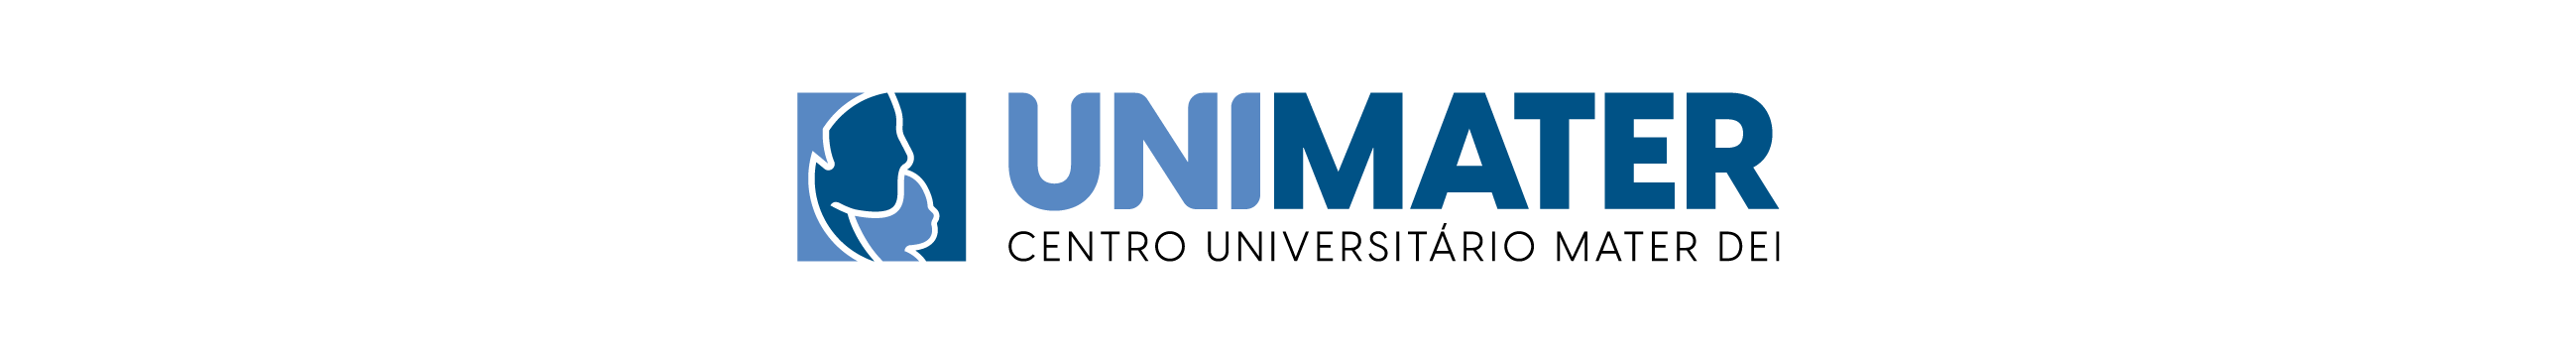 UNIMATER
CENTRO UNIVERSITÁRIO MATER DEI